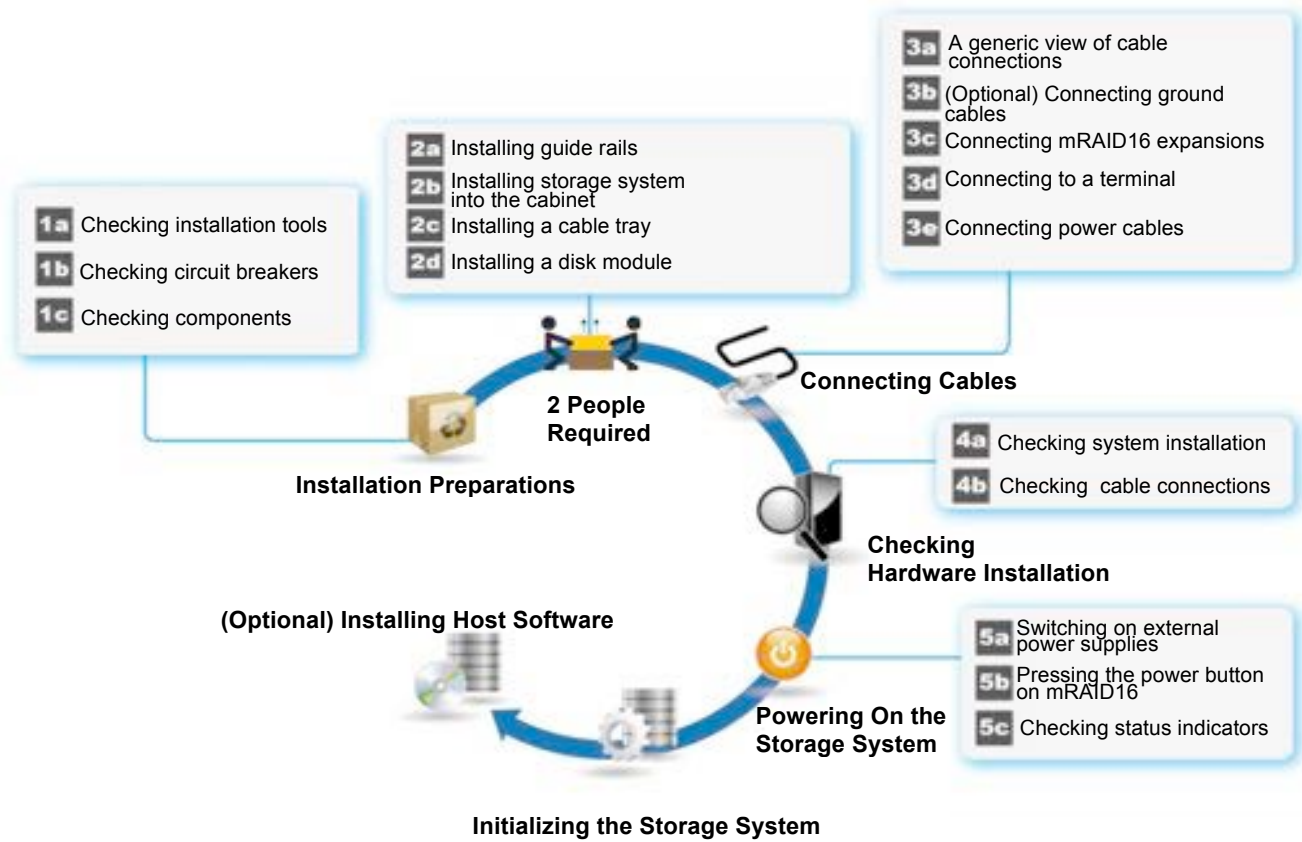 1a Checking installation tools
1b Checking circuit breakers
1c Checking components
Installation Preparations
2a Installing guide rails
2b Installing storage system
into the cabinet
2c Installing a cable tray
2d Installing a disk module
2 People
Required
3a A generic view of cable
connections
3b (Optional) Connecting ground
cables
3c Connecting mRAID16 expansions
3d Connecting to a terminal
3e Connecting power cables
Connecting Cables
4a Checking system installation
4b Checking cable connections
Checking
Hardware Installation
5a Switching on external
power supplies
5b Pressing the power button
on mRAID16
5c Checking status indicators
Powering On the
Storage System
Initializing the Storage System
(Optional) Installing Host Software